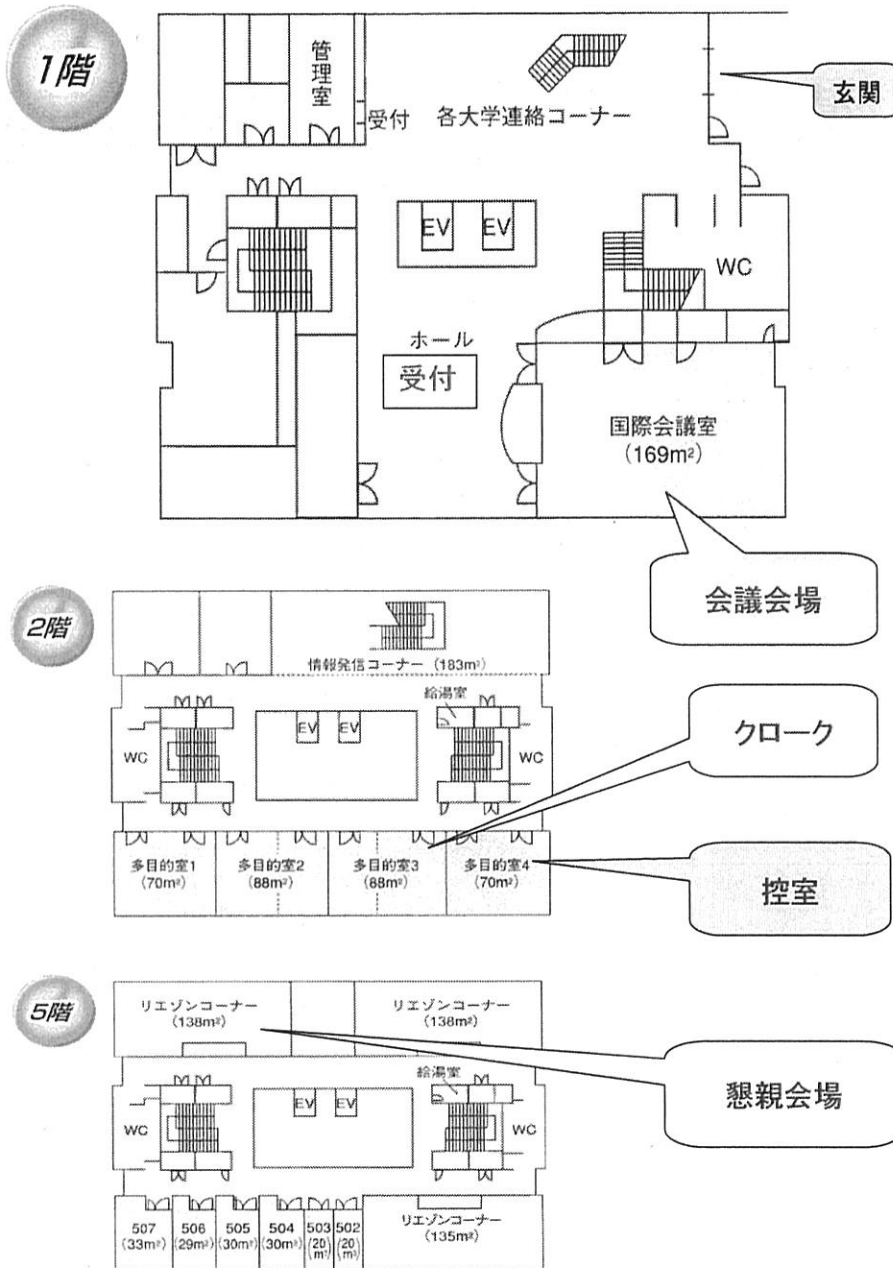 1階
管理室
受付
各大学連絡コーナー
玄関
EV
EV
WC
ホール
受付
国際会議室
(169m²)
会議会場
2階
情報発信コーナー (183m²)
給湯室
EV
EV
WC
WC
クローク
多目的室1
(70m²)
多目的室2
(88m²)
多目的室3
(88m²)
多目的室4
(70m²)
控室
5階
リエゾンコーナー
(138m²)
リエゾンコーナー
(138m²)
給湯室
EV
EV
WC
WC
懇親会場
507
(33m²)
506
(29m²)
505
(30m²)
504
(30m²)
503
(20
m²)
502
(20
m²)
リエゾンコーナー
(135m²)